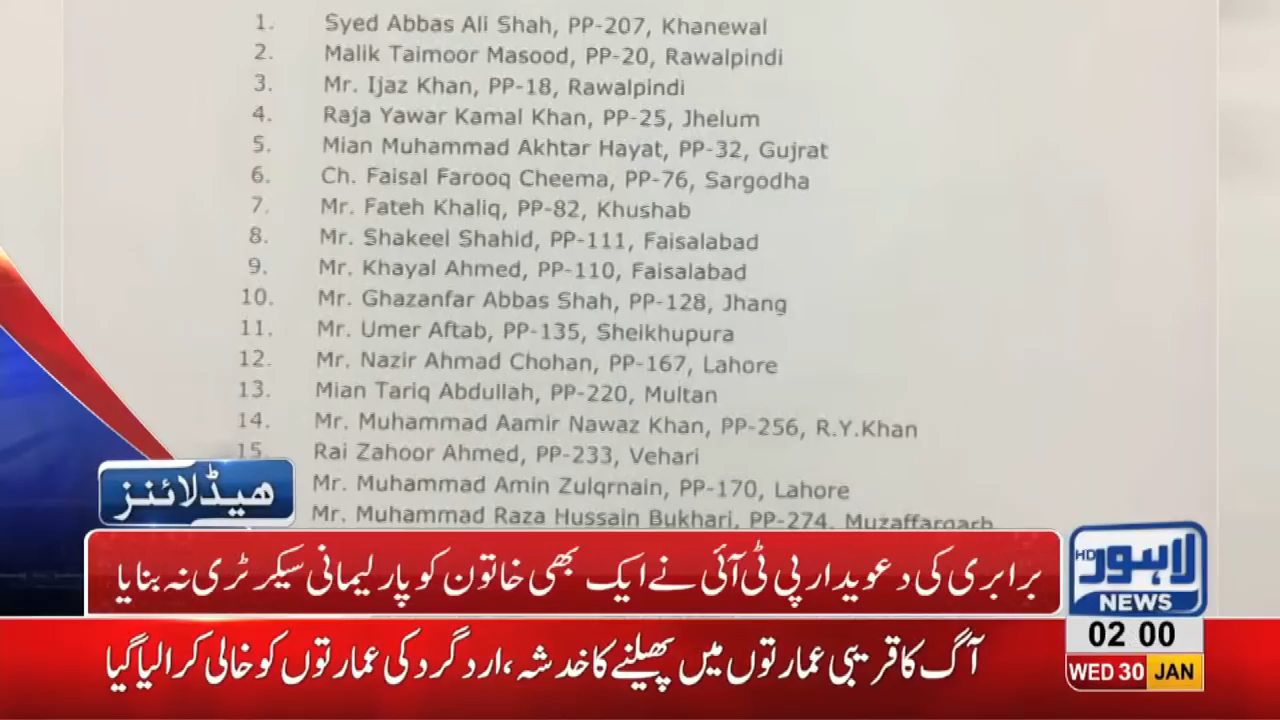 1. Syed Abbas Ali Shah, PP-207, Khanewal
2. Malik Taimoor Masood, PP-20, Rawalpindi
3. Mr. Ijaz Khan, PP-18, Rawalpindi
4. Raja Yawar Kamal Khan, PP-25, Jhelum
5. Mian Muhammad Akhtar Hayat, PP-32, Gujrat
6. Ch. Faisal Farooq Cheema, PP-76, Sargodha
7. Mr. Fateh Khaliq, PP-82, Khushab
8. Mr. Shakeel Shahid, PP-111, Faisalabad
9. Mr. Khayal Ahmed, PP-110, Faisalabad
10. Mr. Ghazanfar Abbas Shah, PP-128, Jhang
11. Mr. Umer Aftab, PP-135, Sheikhupura
12. Mr. Nazir Ahmad Chohan, PP-167, Lahore
13. Mian Tariq Abdullah, PP-220, Multan
14. Mr. Muhammad Aamir Nawaz Khan, PP-256, R.Y.Khan
15. Rai Zahoor Ahmed, PP-233, Vehari
Mr. Muhammad Amin Zulqrnain, PP-170, Lahore
Mr. Muhammad Raza Hussain Bukhari, PP-274, Muzaffargarh
ھیڈلائنز
برابری کی دعویدار پی ٹی آئی نے ایک بھی خاتون کو پارلیمانی سیکرٹری نہ بنایا
HD لاہور
NEWS
آگ کا قریبی عمارتوں میں پھیلنے کا خدشہ، اردگرد کی عمارتوں کو خالی کرا لیا گیا
02 00
WED 30 JAN